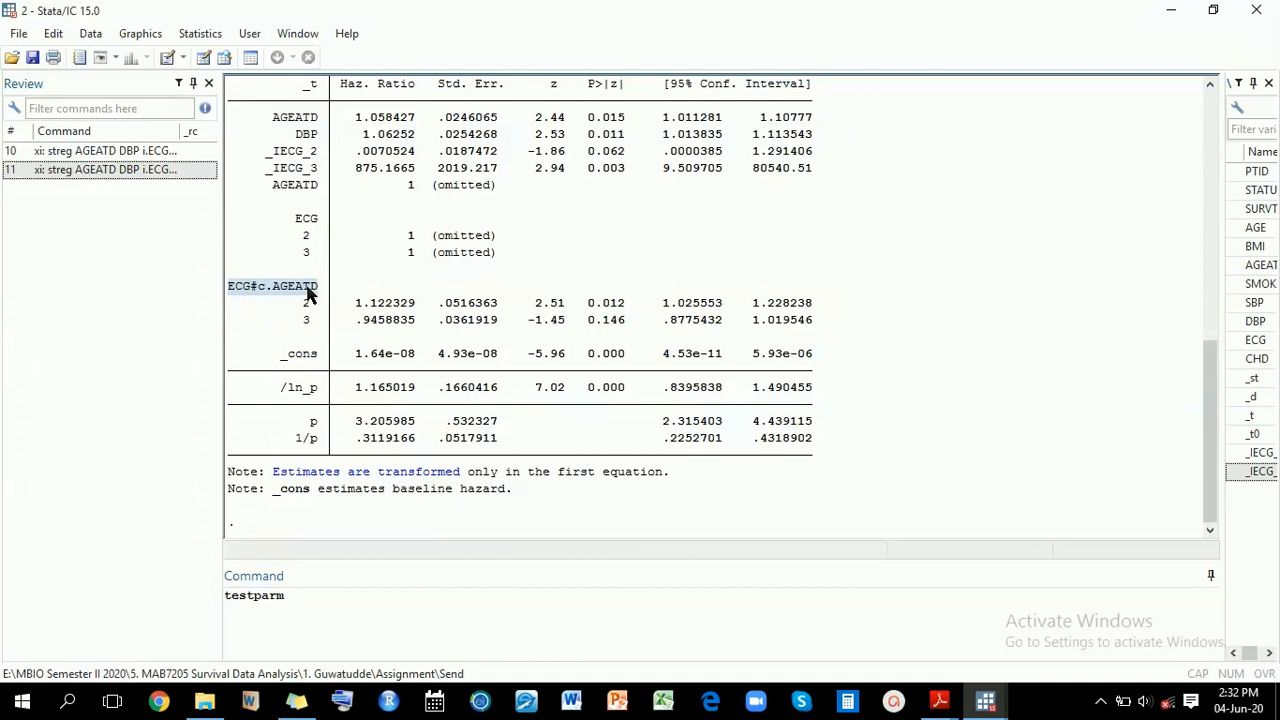 2 - Stata/IC 15.0
File Edit Data Graphics Statistics User Window Help
Review
Filter commands here
# Command _rc
10 xi: streg AGEATD DBP i.ECG...
11 xi: streg AGEATD DBP i.ECG...
_t Haz. Ratio Std. Err. z P>|z| [95% Conf. Interval]
AGEATD 1.058427 .0246065 2.44 0.015 1.011281 1.10777
DBP 1.06252 .0254268 2.53 0.011 1.013835 1.113543
_IECG_2 .0070524 .0187472 -1.86 0.062 .0000385 1.291406
_IECG_3 875.1665 2019.217 2.94 0.003 9.509705 80540.51
AGEATD 1 (omitted)
ECG
2 1 (omitted)
3 1 (omitted)
ECG#c.AGEATD
2 1.122329 .0516363 2.51 0.012 1.025553 1.228238
3 .9458835 .0361919 -1.45 0.146 .8775432 1.019546
_cons 1.64e-08 4.93e-08 -5.96 0.000 4.53e-11 5.93e-06
/ln_p 1.165019 .1660416 7.02 0.000 .8395838 1.490455
p 3.205985 .532327 2.315403 4.439115
1/p .3119166 .0517911 .2252701 .4318902
Note: Estimates are transformed only in the first equation.
Note: _cons estimates baseline hazard.
.
Command
testparm
Filter vari
Name
PTID
STATU
SURVT
AGE
BMI
AGEAT
SMOK
SBP
DBP
ECG
CHD
_st
_d
_t
_t0
_IECG_
_IECG_
Activate Windows
Go to Settings to activate Windows.
E:\MBIO Semester II 2020\5. MAB7205 Survival Data Analysis\1. Guwatudde\Assignment\Send
CAP NUM OVR
2:32 PM
04-Jun-20